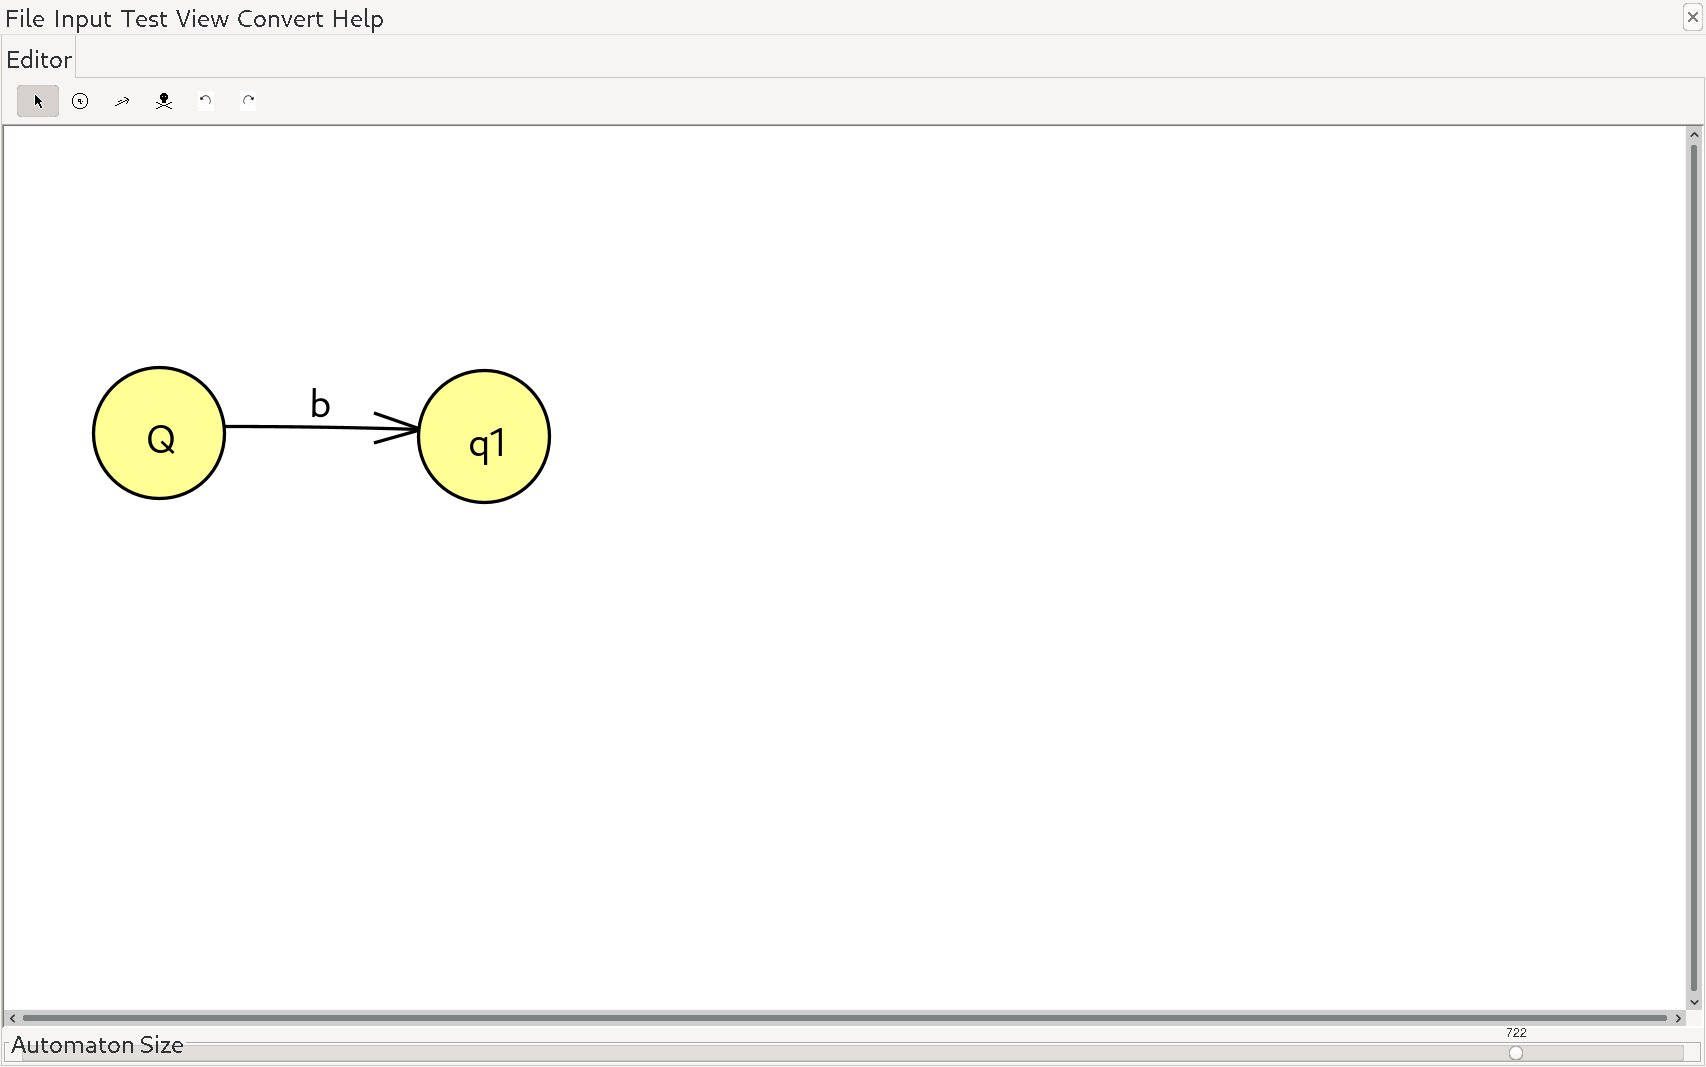 File Input Test View Convert Help
Editor
b
Q
q1
722
Automaton Size